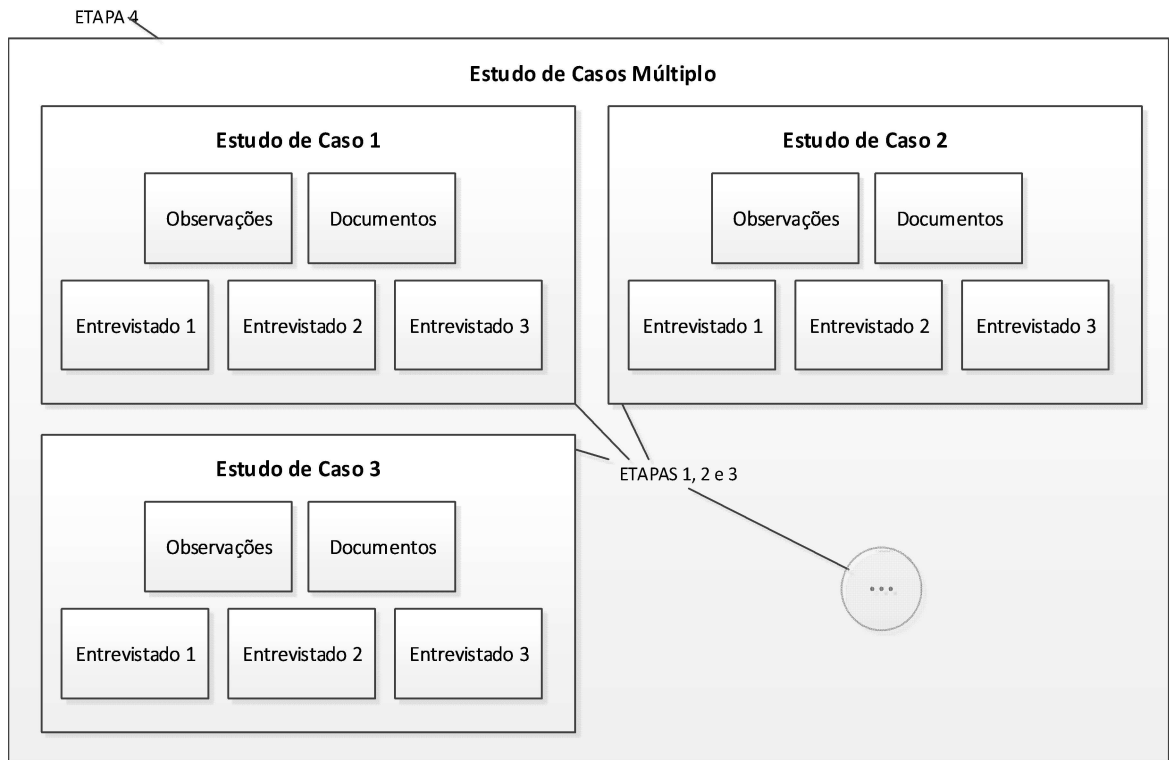 ETAPA 4
Estudo de Casos Múltiplo
Estudo de Caso 1
Observações
Documentos
Entrevistado 1
Entrevistado 2
Entrevistado 3
Estudo de Caso 2
Observações
Documentos
Entrevistado 1
Entrevistado 2
Entrevistado 3
ETAPAS 1, 2 e 3
Estudo de Caso 3
Observações
Documentos
Entrevistado 1
Entrevistado 2
Entrevistado 3
...